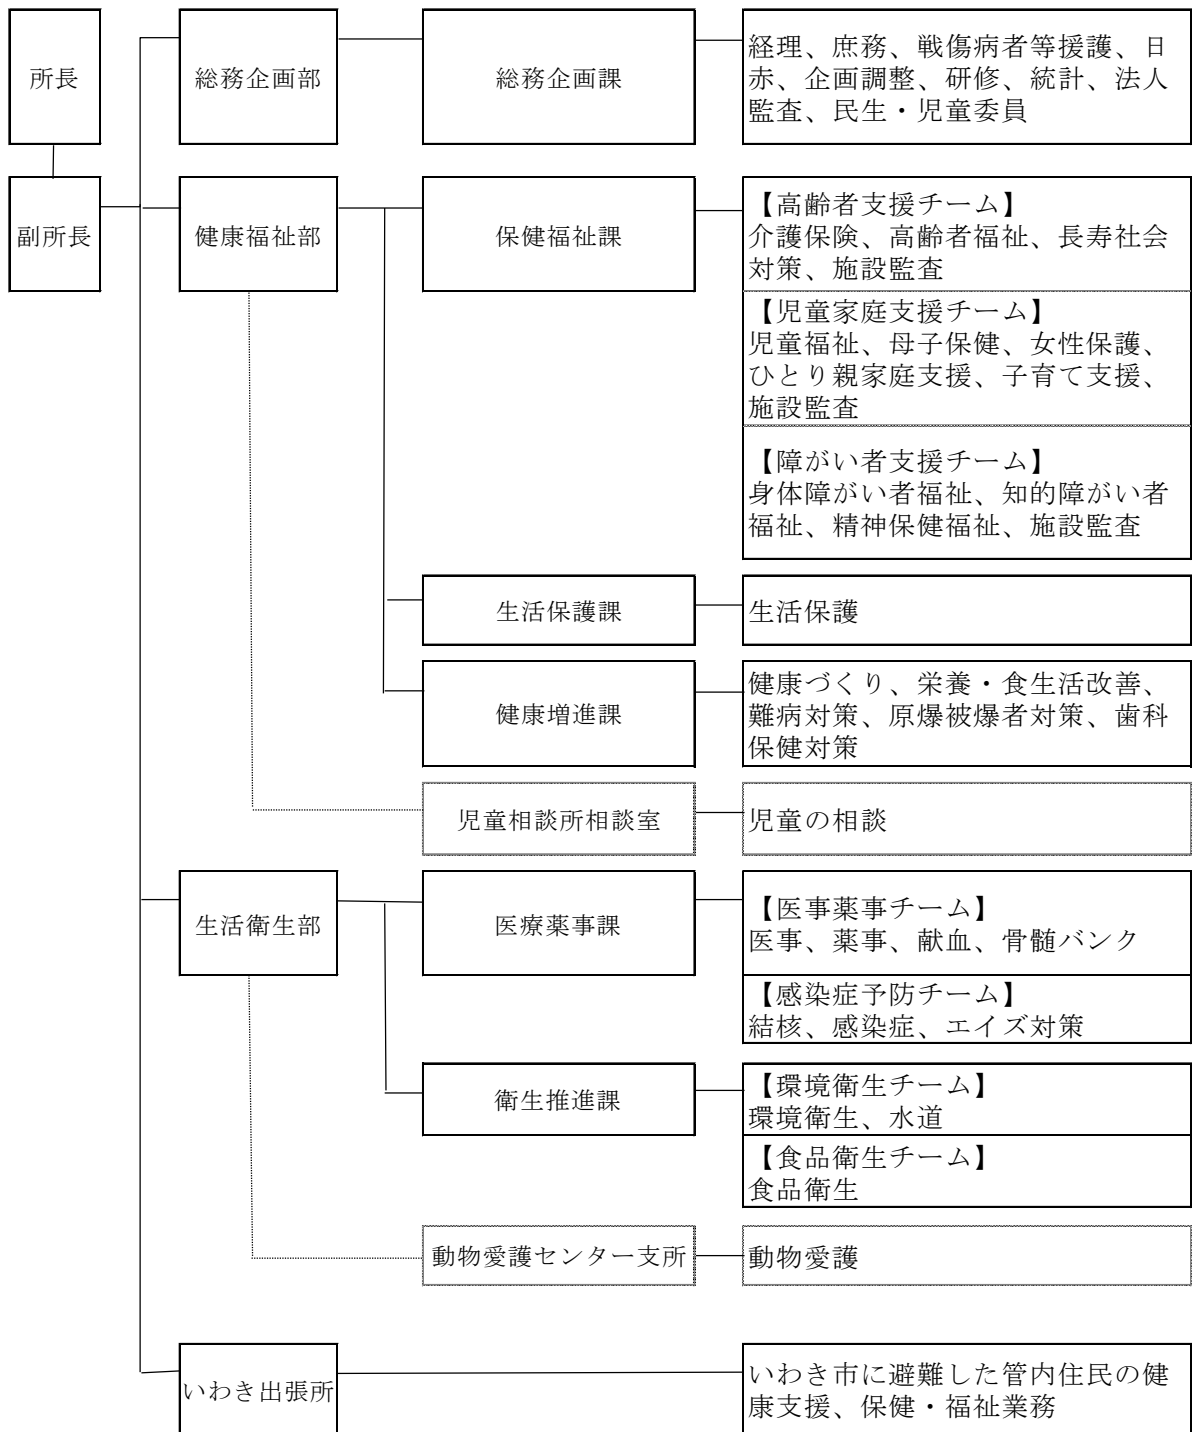 所長
総務企画部
総務企画課
経理、庶務、戦傷病者等援護、日
赤、企画調整、研修、統計、法人
監査、民生・児童委員
副所長
健康福祉部
保健福祉課
【高齢者支援チーム】
介護保険、高齢者福祉、長寿社会
対策、施設監査
【児童家庭支援チーム】
児童福祉、母子保健、女性保護、
ひとり親家庭支援、子育て支援、
施設監査
【障がい者支援チーム】
身体障がい者福祉、知的障がい者
福祉、精神保健福祉、施設監査
生活保護課
生活保護
健康増進課
健康づくり、栄養・食生活改善、
難病対策、原爆被爆者対策、歯科
保健対策
児童相談所相談室
児童の相談
生活衛生部
医療薬事課
【医事薬事チーム】
医事、薬事、献血、骨髄バンク
【感染症予防チーム】
結核、感染症、エイズ対策
衛生推進課
【環境衛生チーム】
環境衛生、水道
【食品衛生チーム】
食品衛生
動物愛護センター支所
動物愛護
いわき出張所
いわき市に避難した管内住民の健
康支援、保健・福祉業務